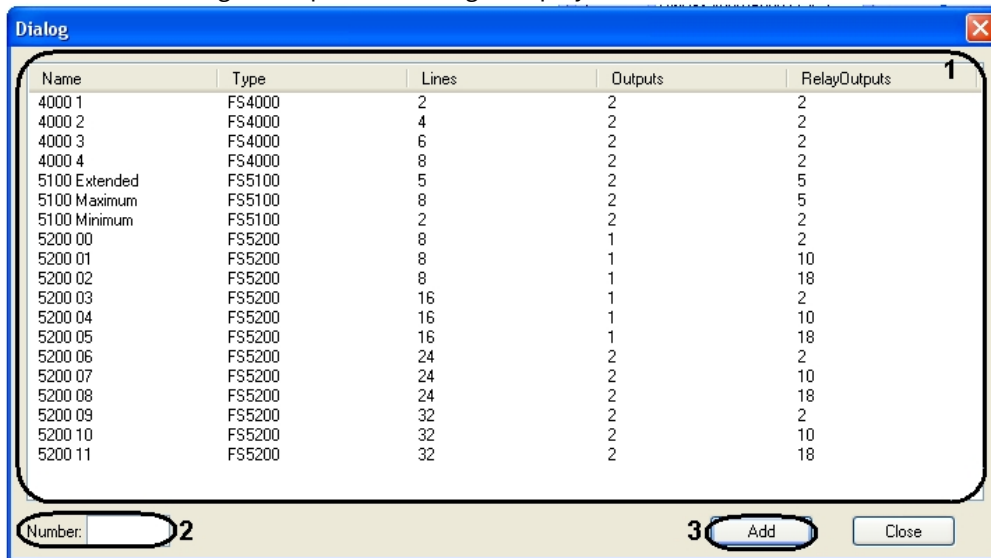 Dialog
Name Type Lines Outputs RelayOutputs 1
4000 1 FS4000 2 2 2
4000 2 FS4000 4 2 2
4000 3 FS4000 6 2 2
4000 4 FS4000 8 2 2
5100 Extended FS5100 5 2 5
5100 Maximum FS5100 8 2 5
5100 Minimum FS5100 2 2 2
5200 00 FS5200 8 1 2
5200 01 FS5200 8 1 10
5200 02 FS5200 8 1 18
5200 03 FS5200 16 1 2
5200 04 FS5200 16 1 10
5200 05 FS5200 16 1 18
5200 06 FS5200 24 2 2
5200 07 FS5200 24 2 10
5200 08 FS5200 24 2 18
5200 09 FS5200 32 2 2
5200 10 FS5200 32 2 10
5200 11 FS5200 32 2 18
Number: 2 3 Add Close